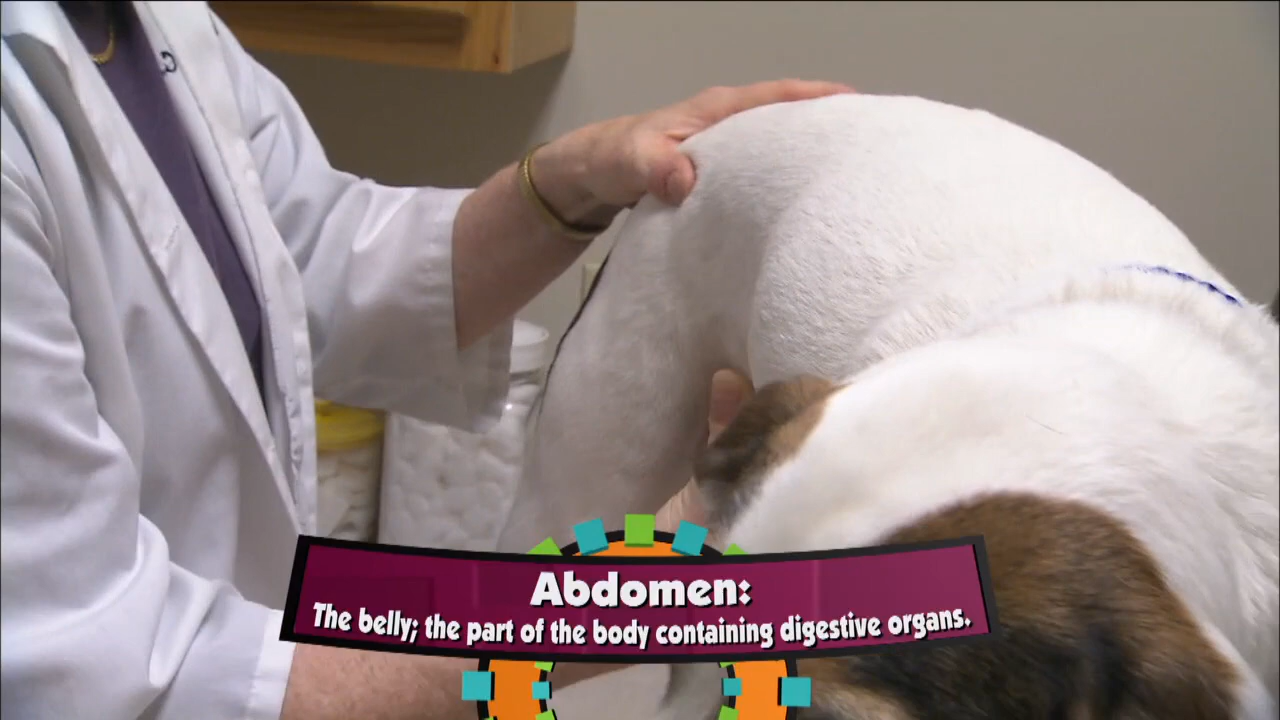 Abdomen:
The belly; the part of the body containing digestive organs.